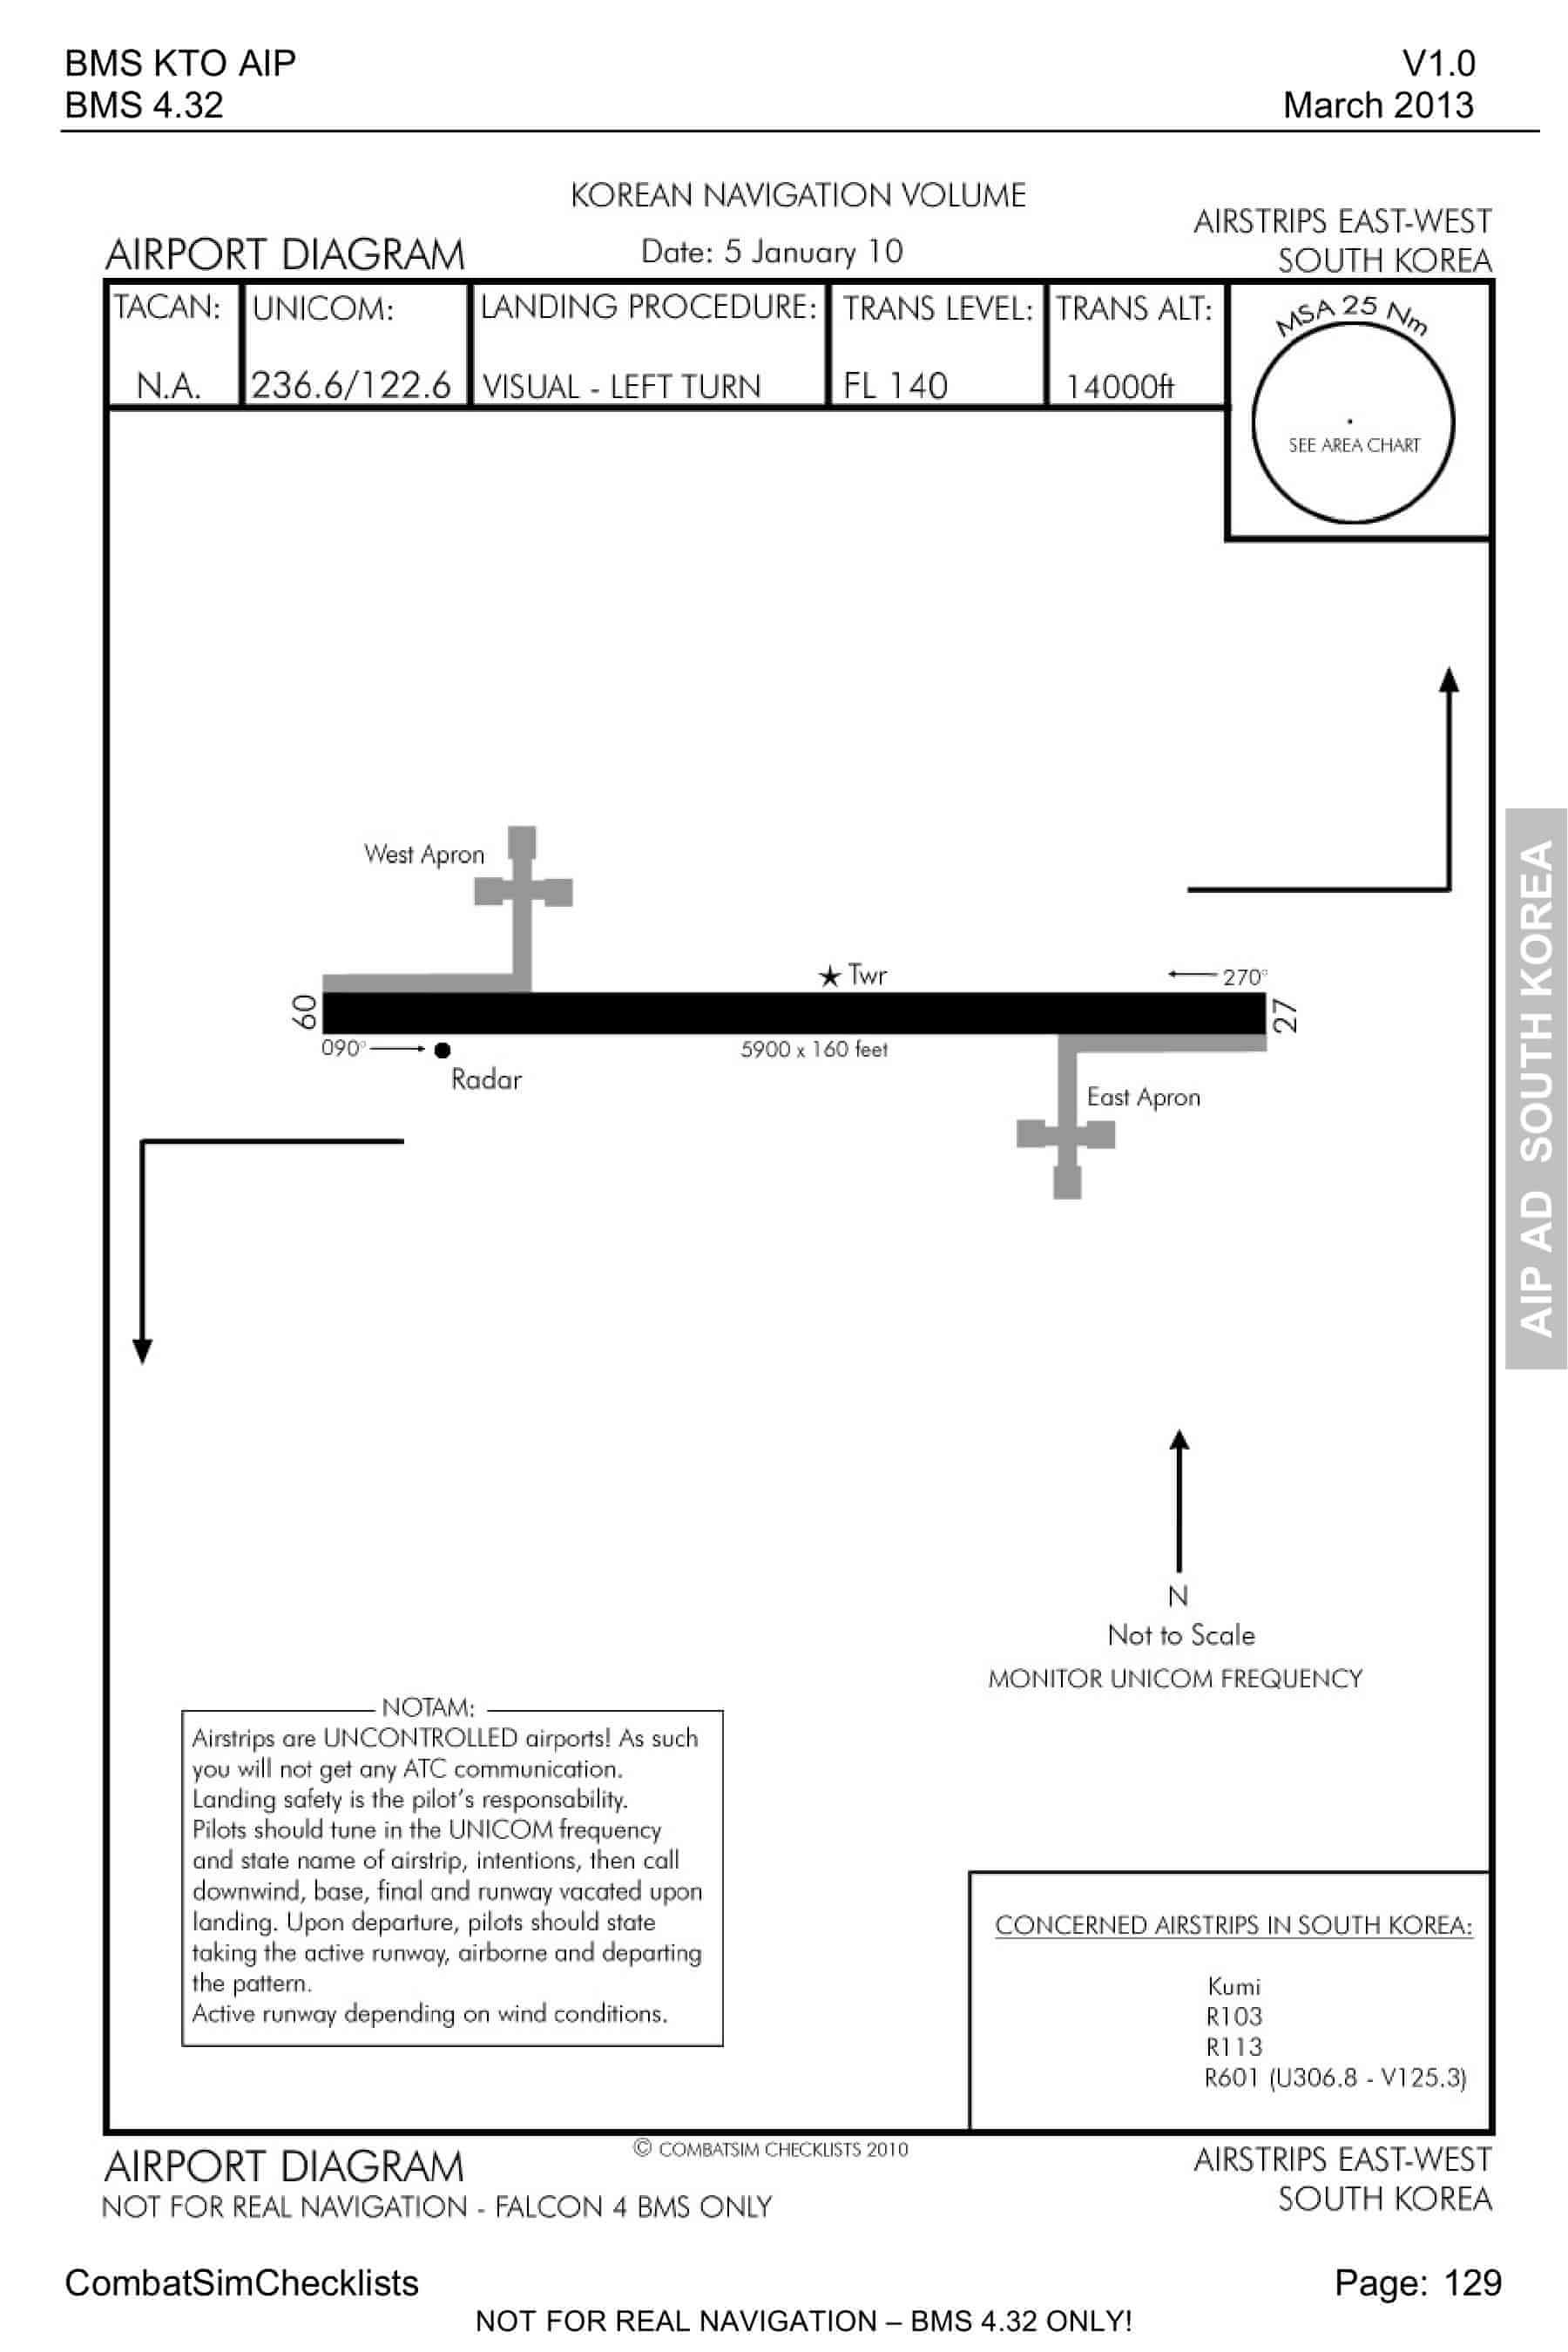 BMS KTO AIP
V1.0
BMS 4.32
March 2013
KOREAN NAVIGATION VOLUME
AIRSTRIPS EAST-WEST
AIRPORT DIAGRAM
Date: 5 January 10
SOUTH KOREA
TACAN:
UNICOM:
LANDING PROCEDURE:
TRANS LEVEL:
TRANS ALT:
MSA 25 Nm
N.A.
236.6/122.6
VISUAL - LEFT TURN
FL 140
14000ft
SEE AREA CHART
West Apron
Twr
270°
09
27
090°
5900 x 160 feet
Radar
East Apron
AIP AD SOUTH KOREA
N
Not to Scale
MONITOR UNICOM FREQUENCY
NOTAM:
Airstrips are UNCONTROLLED airports! As such
you will not get any ATC communication.
Landing safety is the pilot's responsability.
Pilots should tune in the UNICOM frequency
and state name of airstrip, intentions, then call
downwind, base, final and runway vacated upon
landing. Upon departure, pilots should state
taking the active runway, airborne and departing
the pattern.
Active runway depending on wind conditions.
CONCERNED AIRSTRIPS IN SOUTH KOREA:
Kumi
R103
R113
R601 (U306.8 - V125.3)
© COMBATSIM CHECKLISTS 2010
AIRPORT DIAGRAM
AIRSTRIPS EAST-WEST
NOT FOR REAL NAVIGATION - FALCON 4 BMS ONLY
SOUTH KOREA
CombatSimChecklists
Page: 129
NOT FOR REAL NAVIGATION – BMS 4.32 ONLY!